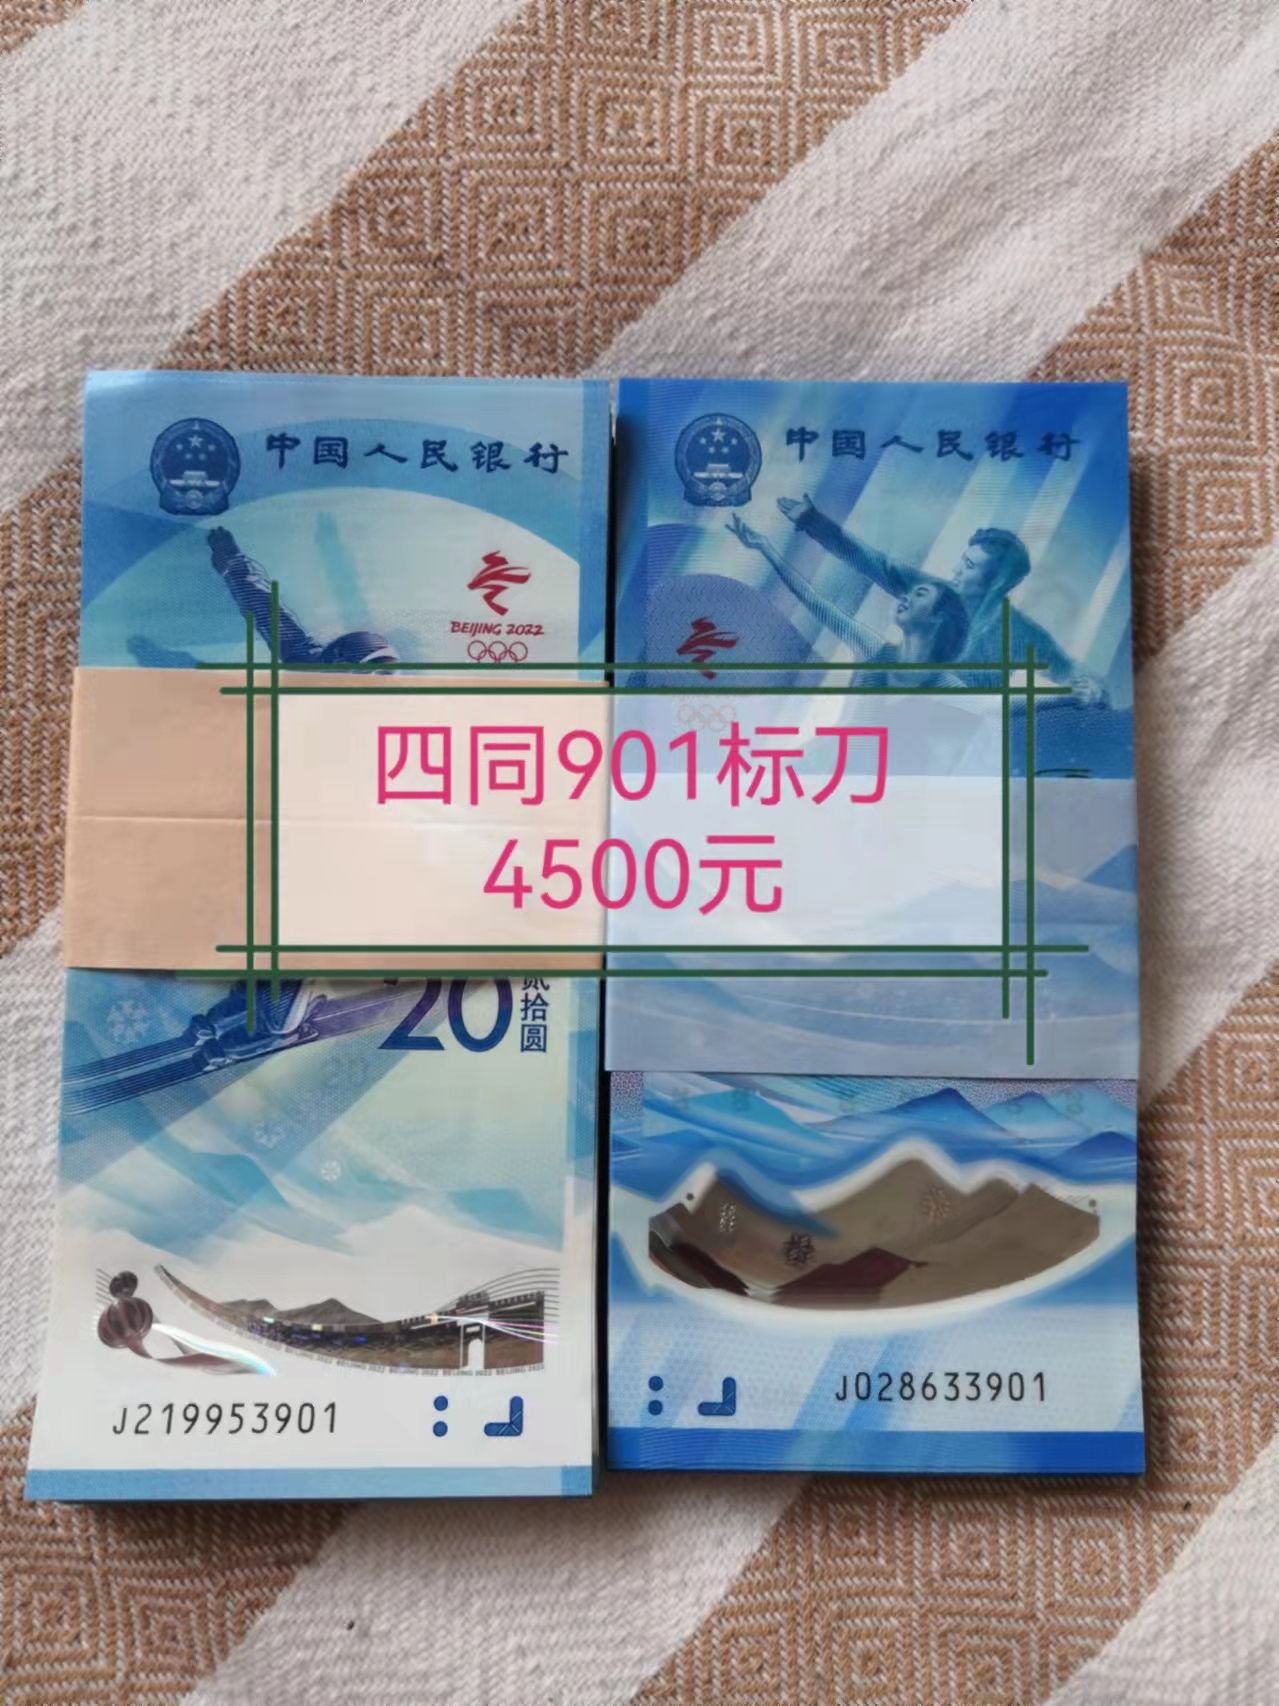 中国人民银行
中国人民银行
BEIJING 2022
四同901标刀
4500元
20
贰拾圆
J219953901
J028633901